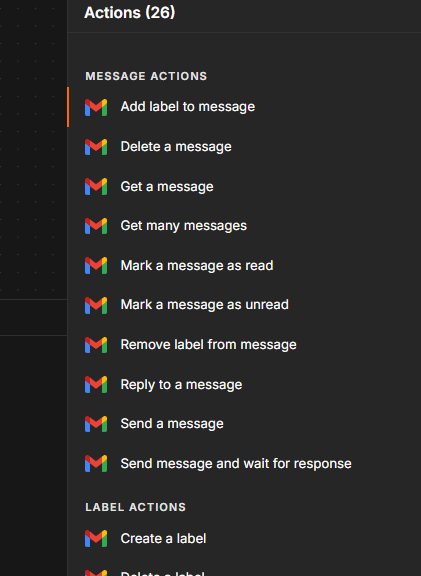 Actions (26)
MESSAGE ACTIONS
Add label to message
Delete a message
Get a message
Get many messages
Mark a message as read
Mark a message as unread
Remove label from message
Reply to a message
Send a message
Send message and wait for response
LABEL ACTIONS
Create a label
Delete a label